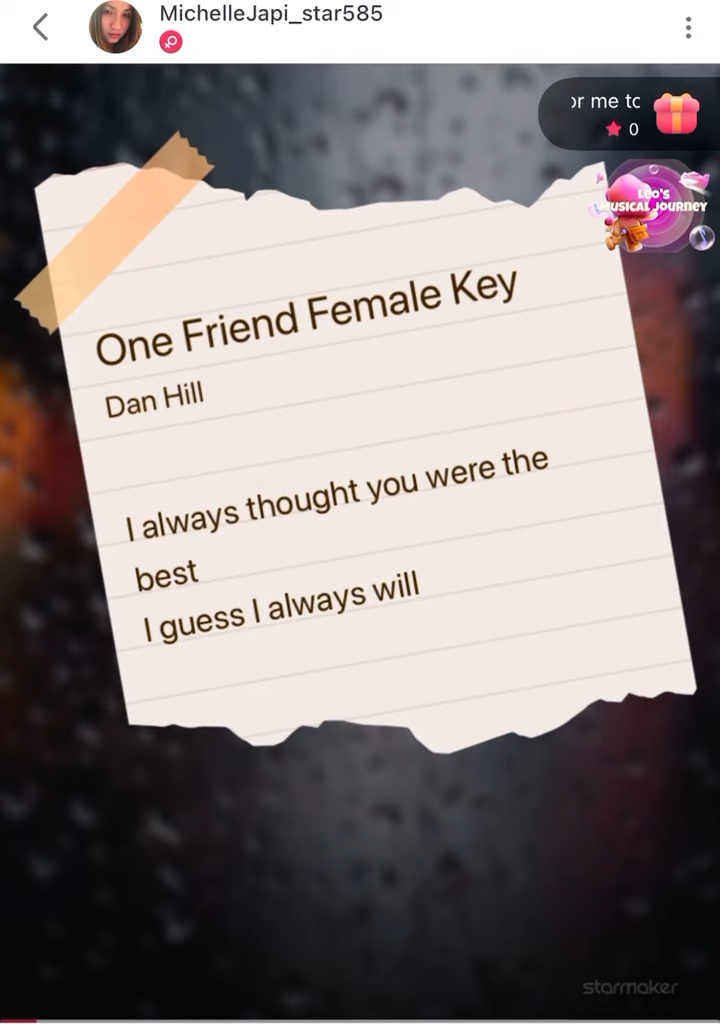 MichelleJapi_star585
or me to
0
LEO'S
MUSICAL JOURNEY
One Friend Female Key
Dan Hill
I always thought you were the
best
I guess I always will
starmaker